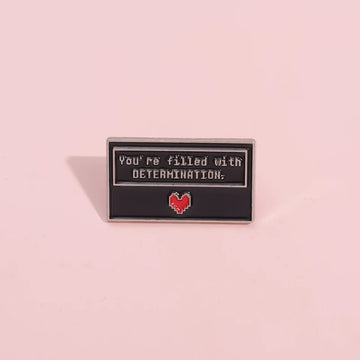 You're filled with
DETERMINATION.